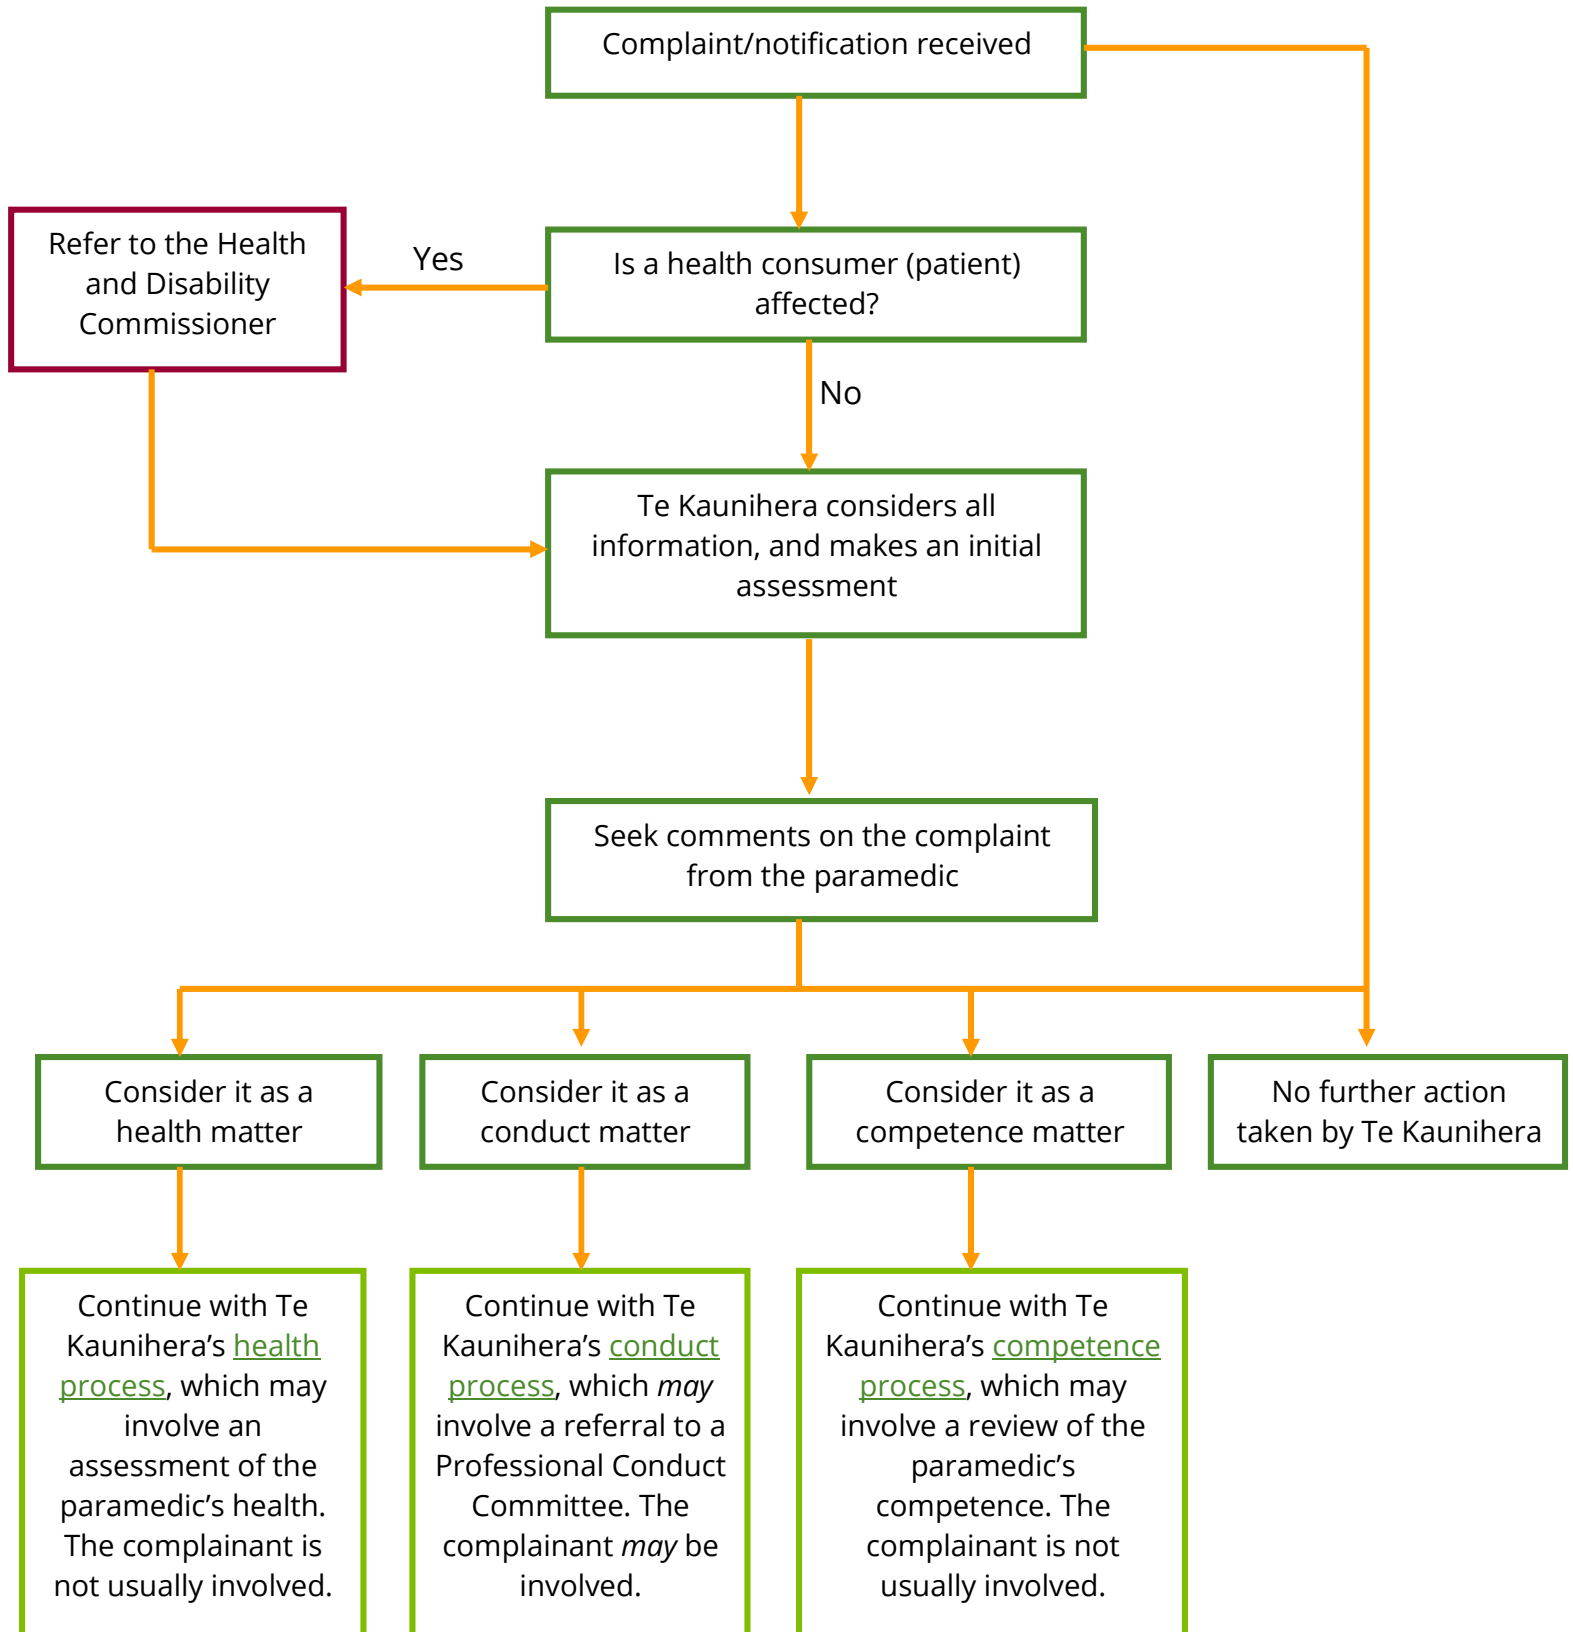 Complaint/notification received
Refer to the Health
and Disability
Commissioner
Yes
Is a health consumer (patient)
affected?
No
Te Kaunihera considers all
information, and makes an initial
assessment
Seek comments on the complaint
from the paramedic
Consider it as a
health matter
Consider it as a
conduct matter
Consider it as a
competence matter
No further action
taken by Te Kaunihera
Continue with Te
Kaunihera’s health
process, which may
involve an
assessment of the
paramedic’s health.
The complainant is
not usually involved.
Continue with Te
Kaunihera’s conduct
process, which may
involve a referral to a
Professional Conduct
Committee. The
complainant may be
involved.
Continue with Te
Kaunihera’s competence
process, which may
involve a review of the
paramedic’s
competence. The
complainant is not
usually involved.